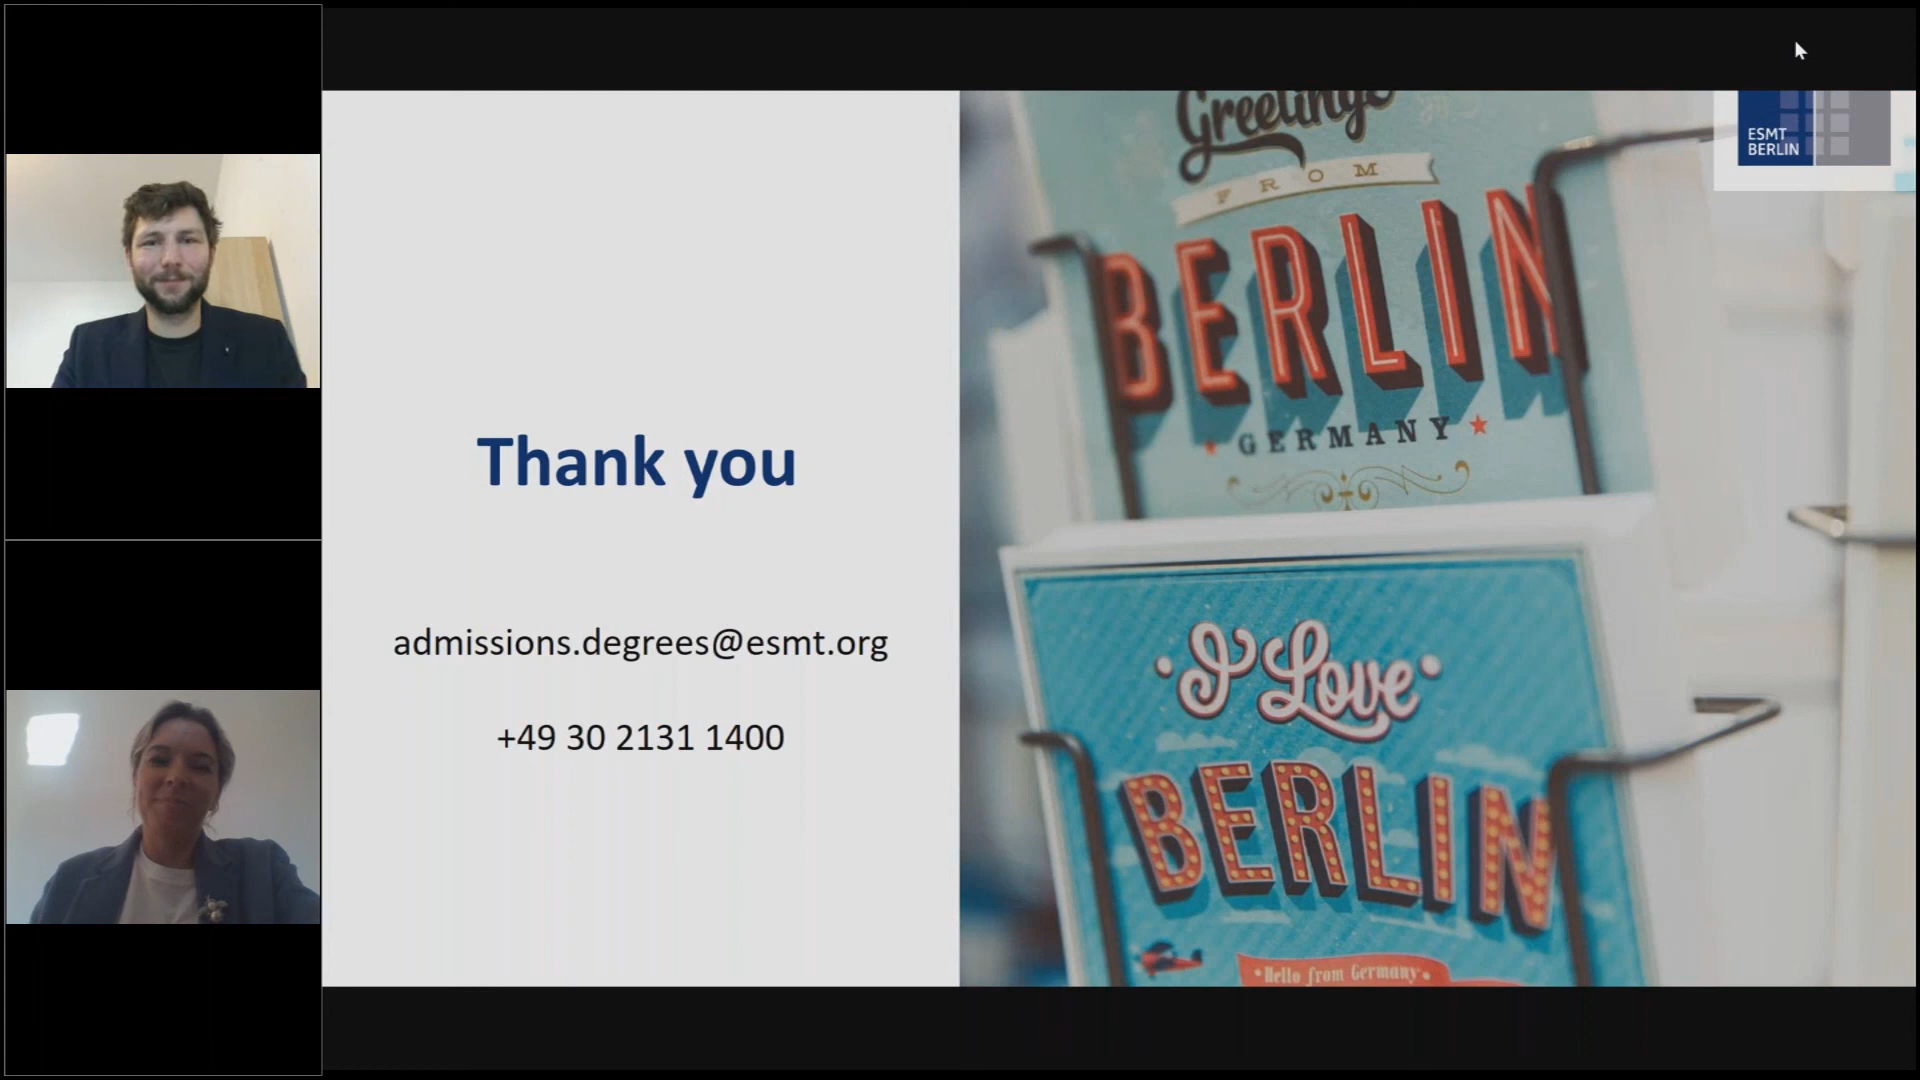 Thank you
admissions.degrees@esmt.org
+49 30 2131 1400
Greetings
FROM
BERLIN
GERMANY
I Love
BERLIN
Hello from Germany
ESMT
BERLIN